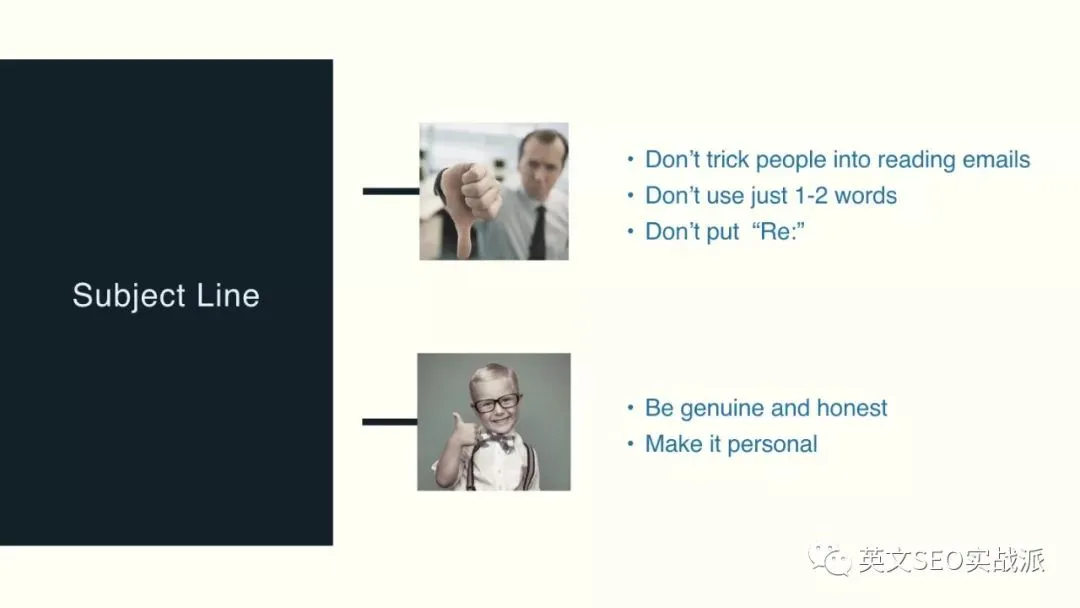 Subject Line
• Don’t trick people into reading emails
• Don’t use just 1-2 words
• Don’t put “Re:”
• Be genuine and honest
• Make it personal
英文SEO实战派